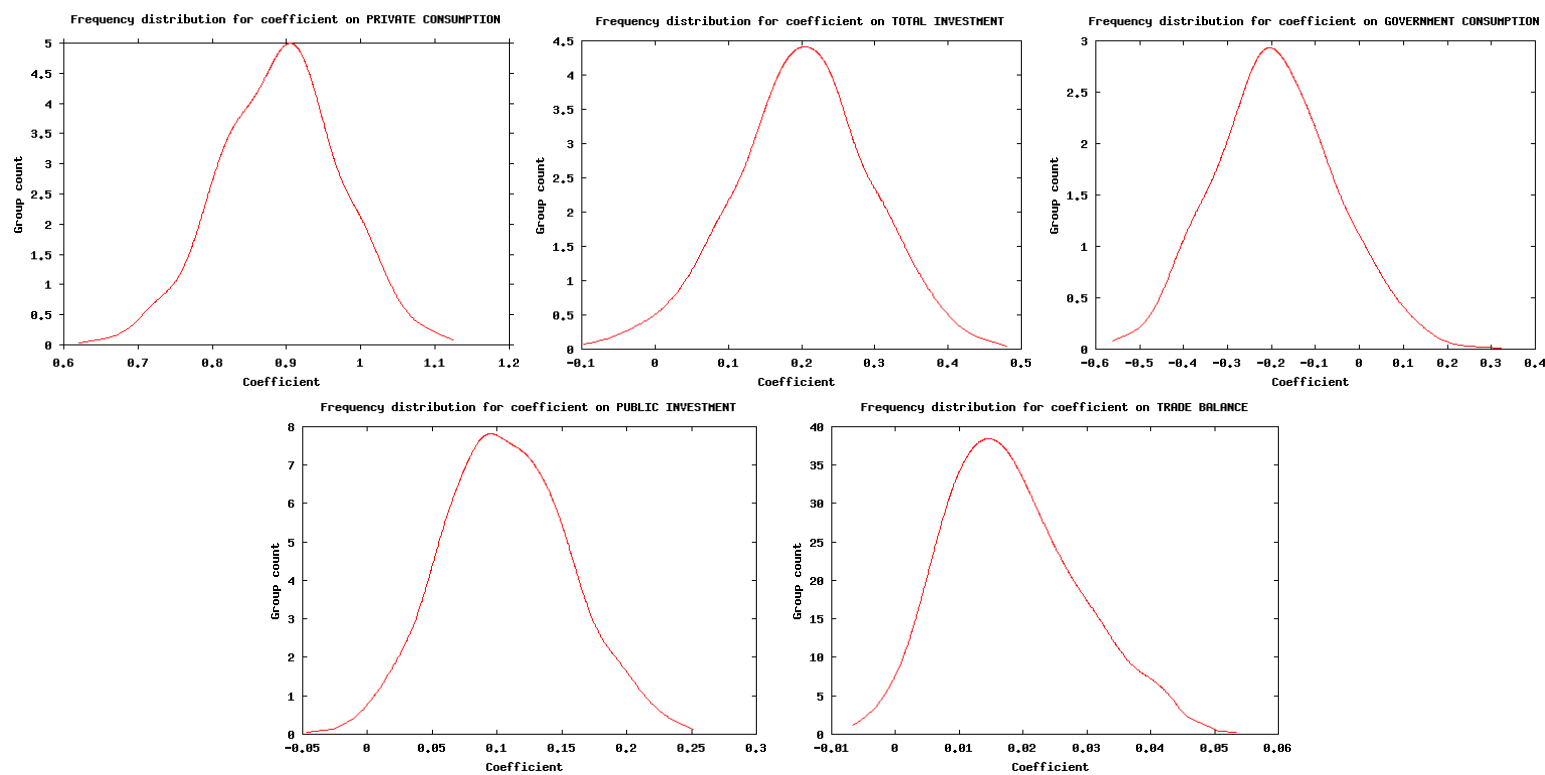 Frequency distribution for coefficient on PRIVATE CONSUMPTION
5
4.5
4
3.5
3
2.5
2
1.5
1
0.5
0
Group count
0.6 0.7 0.8 0.9 1 1.1 1.2
Coefficient
Frequency distribution for coefficient on TOTAL INVESTMENT
4.5
4
3.5
3
2.5
2
1.5
1
0.5
0
Group count
-0.1 0 0.1 0.2 0.3 0.4 0.5
Coefficient
Frequency distribution for coefficient on GOVERNMENT CONSUMPTION
3
2.5
2
1.5
1
0.5
0
Group count
-0.6 -0.5 -0.4 -0.3 -0.2 -0.1 0 0.1 0.2 0.3 0.4
Coefficient
Frequency distribution for coefficient on PUBLIC INVESTMENT
8
7
6
5
4
3
2
1
0
Group count
-0.05 0 0.05 0.1 0.15 0.2 0.25 0.3
Coefficient
Frequency distribution for coefficient on TRADE BALANCE
40
35
30
25
20
15
10
5
0
Group count
-0.01 0 0.01 0.02 0.03 0.04 0.05 0.06
Coefficient